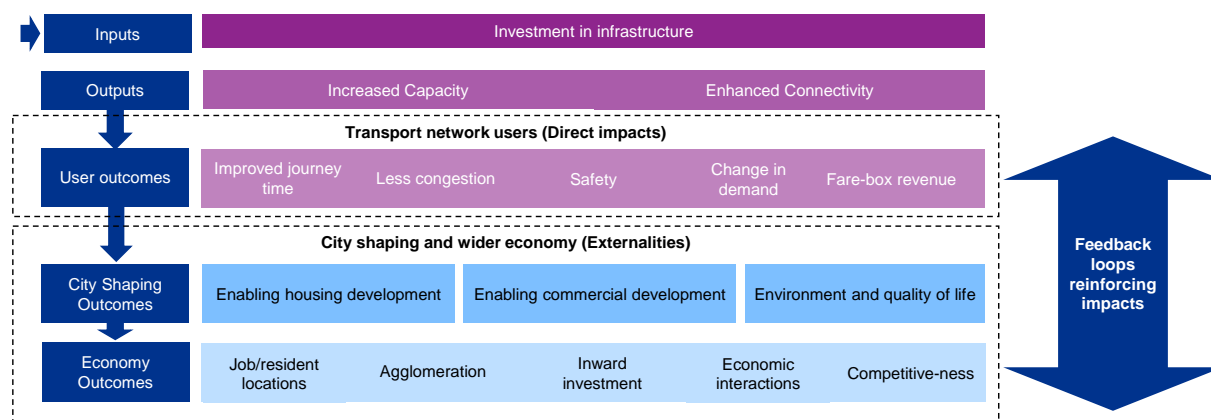 Inputs
Investment in infrastructure
Outputs
Increased Capacity
Enhanced Connectivity
Transport network users (Direct impacts)
User outcomes
Improved journey
time
Less congestion
Safety
Change in
demand
Fare-box revenue
City shaping and wider economy (Externalities)
City Shaping
Outcomes
Enabling housing development
Enabling commercial development
Environment and quality of life
Economy
Outcomes
Job/resident
locations
Agglomeration
Inward
investment
Economic
interactions
Competitive-ness
Feedback
loops
reinforcing
impacts